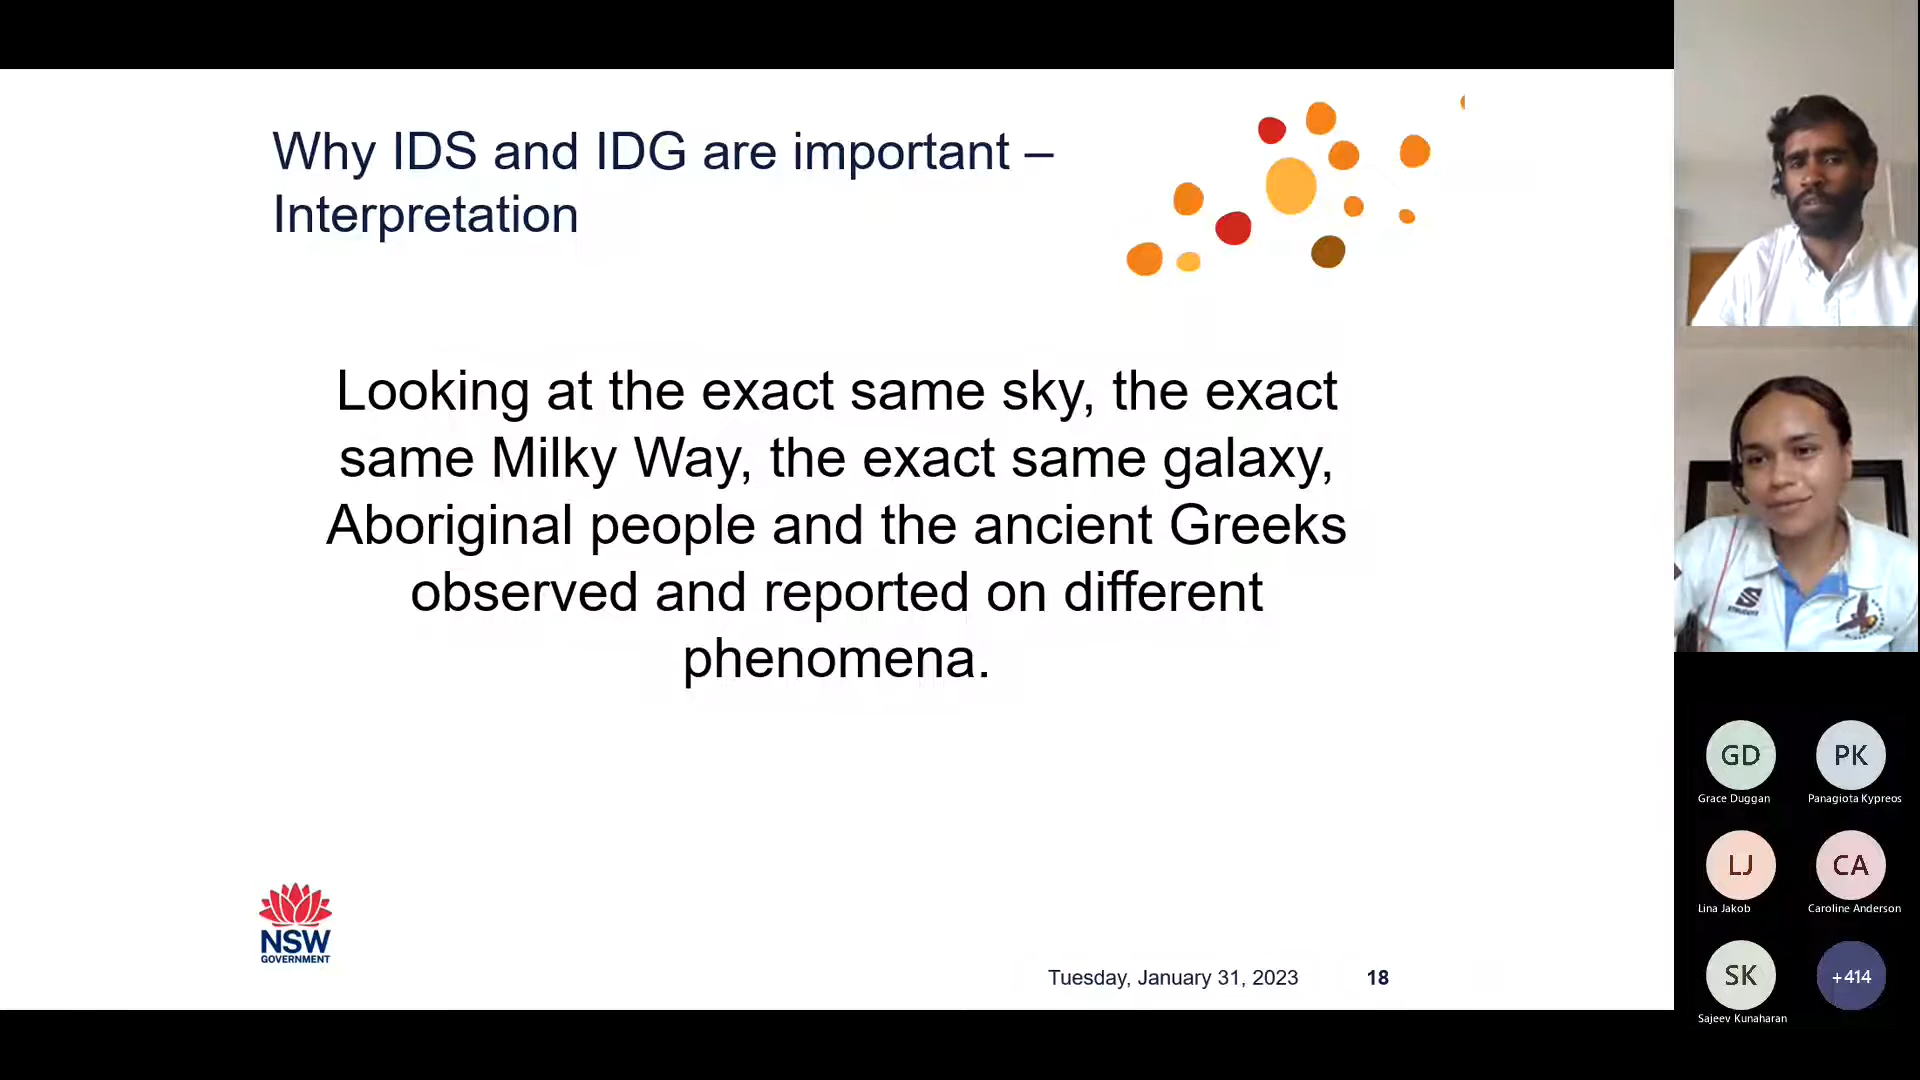 Why IDS and IDG are important –
Interpretation
Looking at the exact same sky, the exact
same Milky Way, the exact same galaxy,
Aboriginal people and the ancient Greeks
observed and reported on different
phenomena.
NSW
GOVERNMENT
Tuesday, January 31, 2023
18
GD
Grace Duggan
PK
Panagiota Kypreos
LJ
Lina Jakob
CA
Caroline Anderson
SK
Sajeev Kunaharan
+414